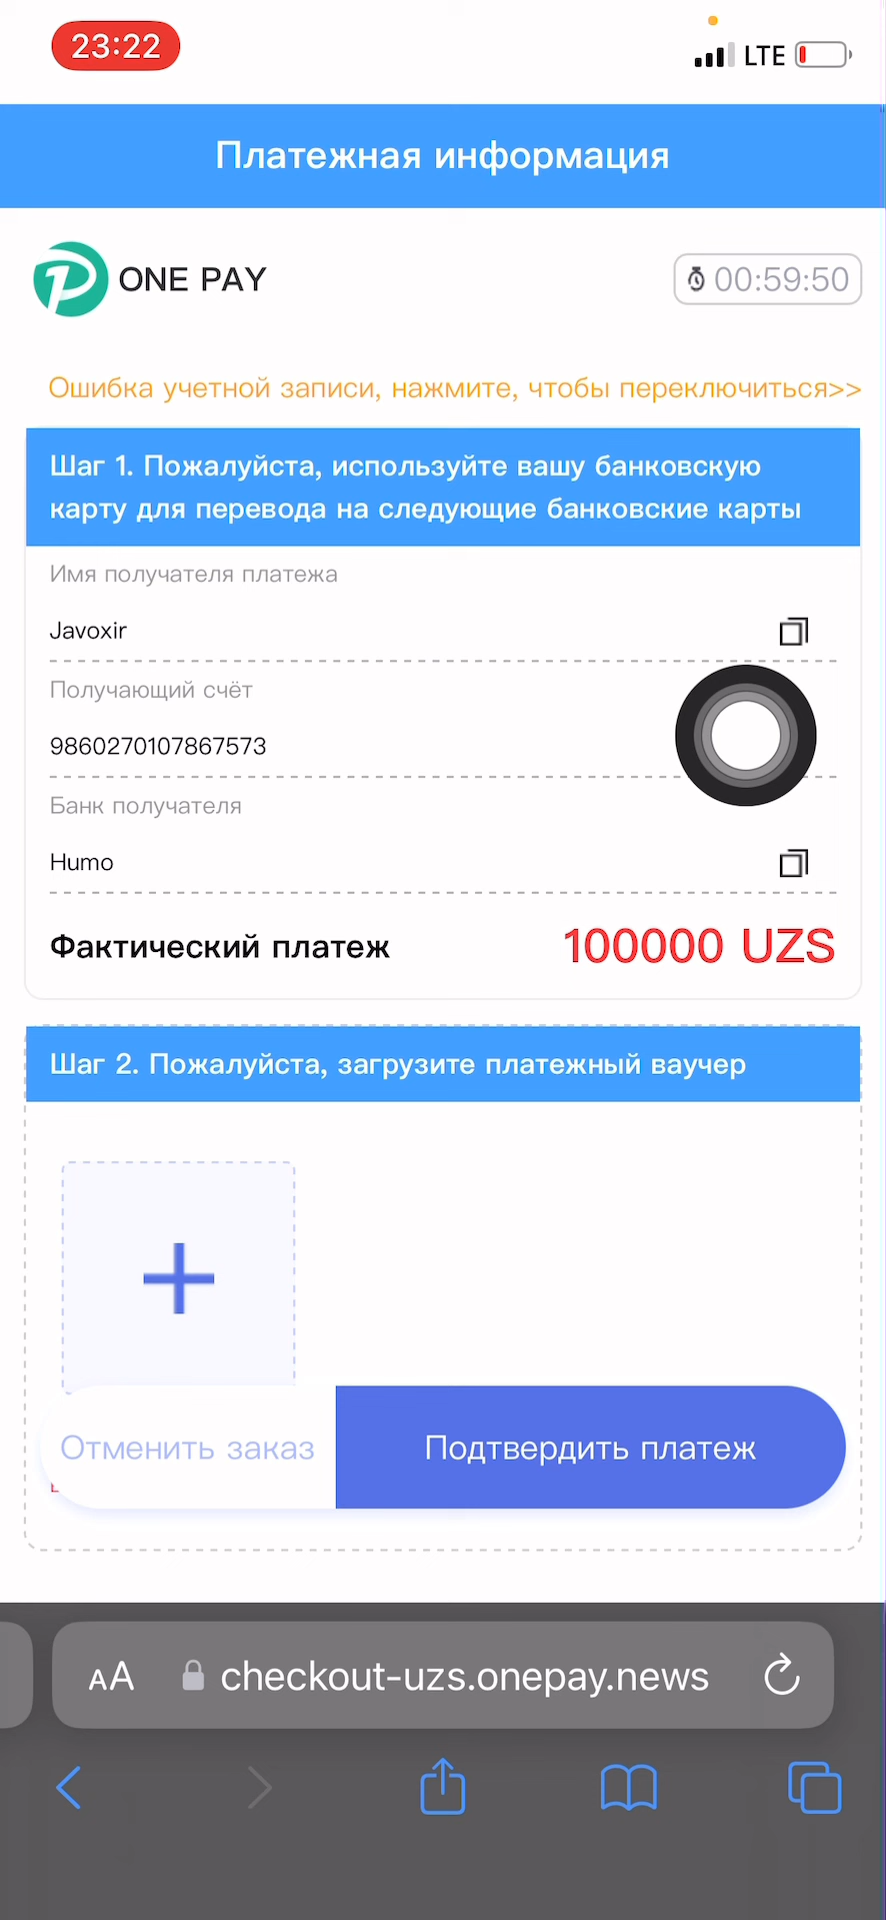 23:22
LTE
Платежная информация
ONE PAY
00:59:50
Ошибка учетной записи, нажмите, чтобы переключиться>>
Шаг 1. Пожалуйста, используйте вашу банковскую
карту для перевода на следующие банковские карты
Имя получателя платежа
Javoxir
Получающий счёт
9860270107867573
Банк получателя
Humo
Фактический платеж
100000 UZS
Шаг 2. Пожалуйста, загрузите платежный ваучер
Отменить заказ
Подтвердить платеж
AA
checkout-uzs.onepay.news